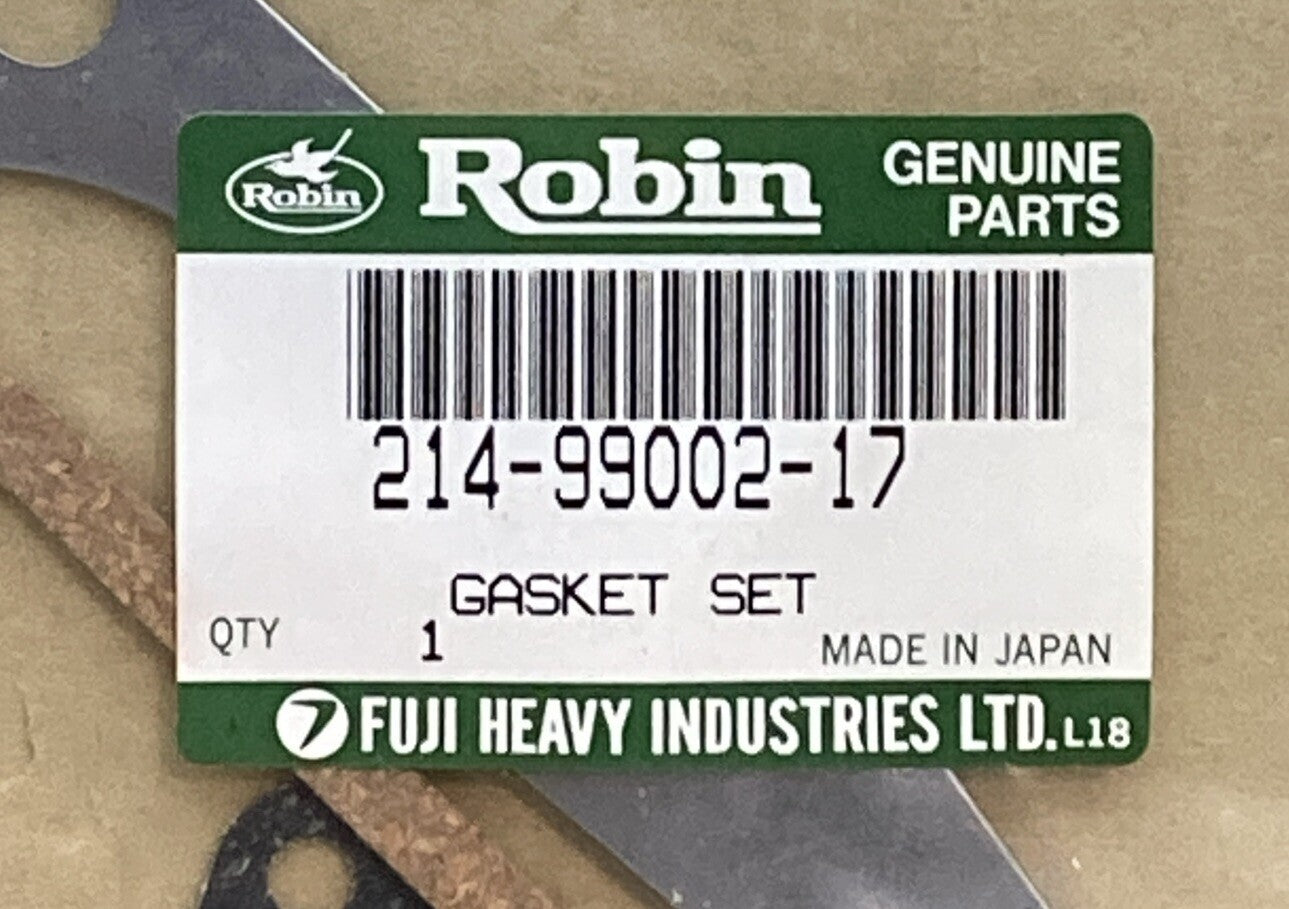 Robin
Robin
GENUINE
PARTS
214-99002-17
GASKET SET
QTY 1
MADE IN JAPAN
FUJI HEAVY INDUSTRIES LTD. L18